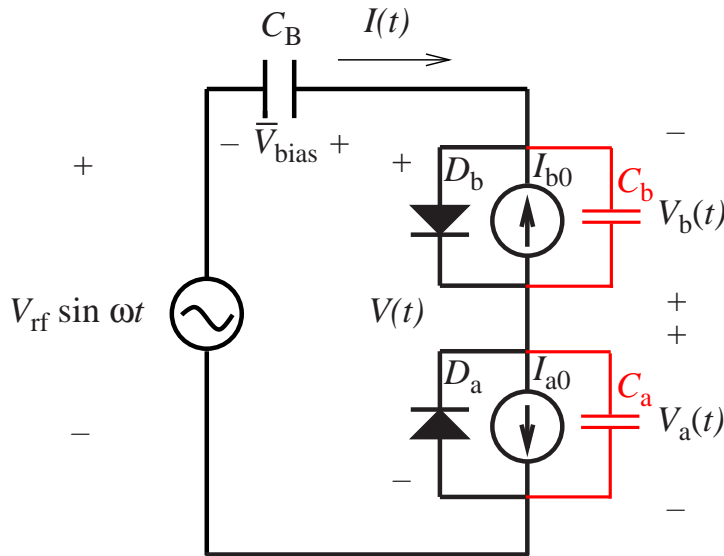 C_B
I(t)
– V̅_bias +
+
–
+
D_b
I_b0
C_b
V_b(t)
V_rf sin ωt
V(t)
+
+
D_a
I_a0
C_a
V_a(t)
–
–
–